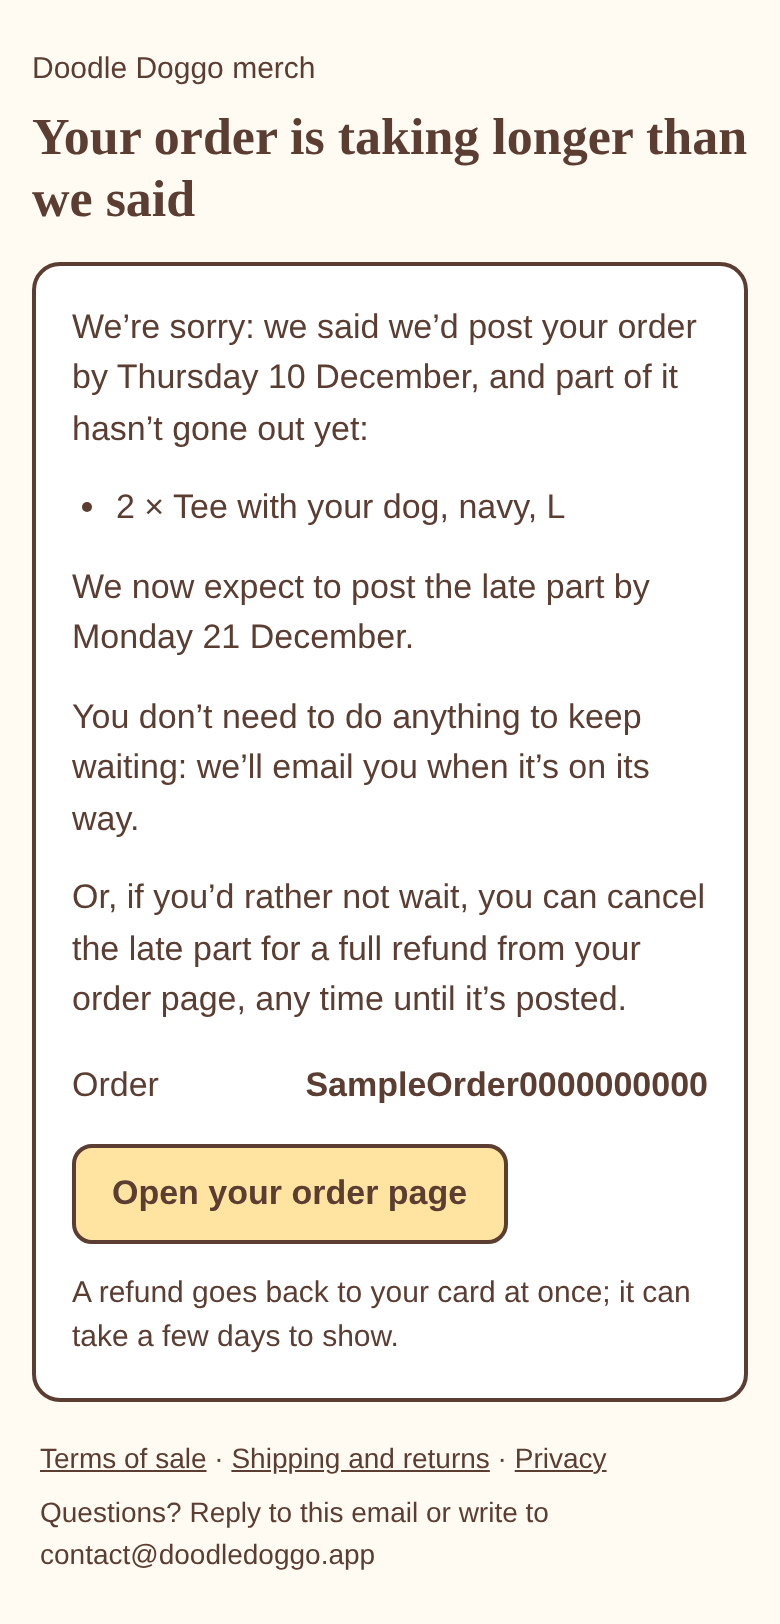 Doodle Doggo merch
Your order is taking longer than
we said
We’re sorry: we said we’d post your order
by Thursday 10 December, and part of it
hasn’t gone out yet:
• 2 × Tee with your dog, navy, L
We now expect to post the late part by
Monday 21 December.
You don’t need to do anything to keep
waiting: we’ll email you when it’s on its
way.
Or, if you’d rather not wait, you can cancel
the late part for a full refund from your
order page, any time until it’s posted.
Order SampleOrder0000000000
Open your order page
A refund goes back to your card at once; it can
take a few days to show.
Terms of sale · Shipping and returns · Privacy
Questions? Reply to this email or write to
contact@doodledoggo.app